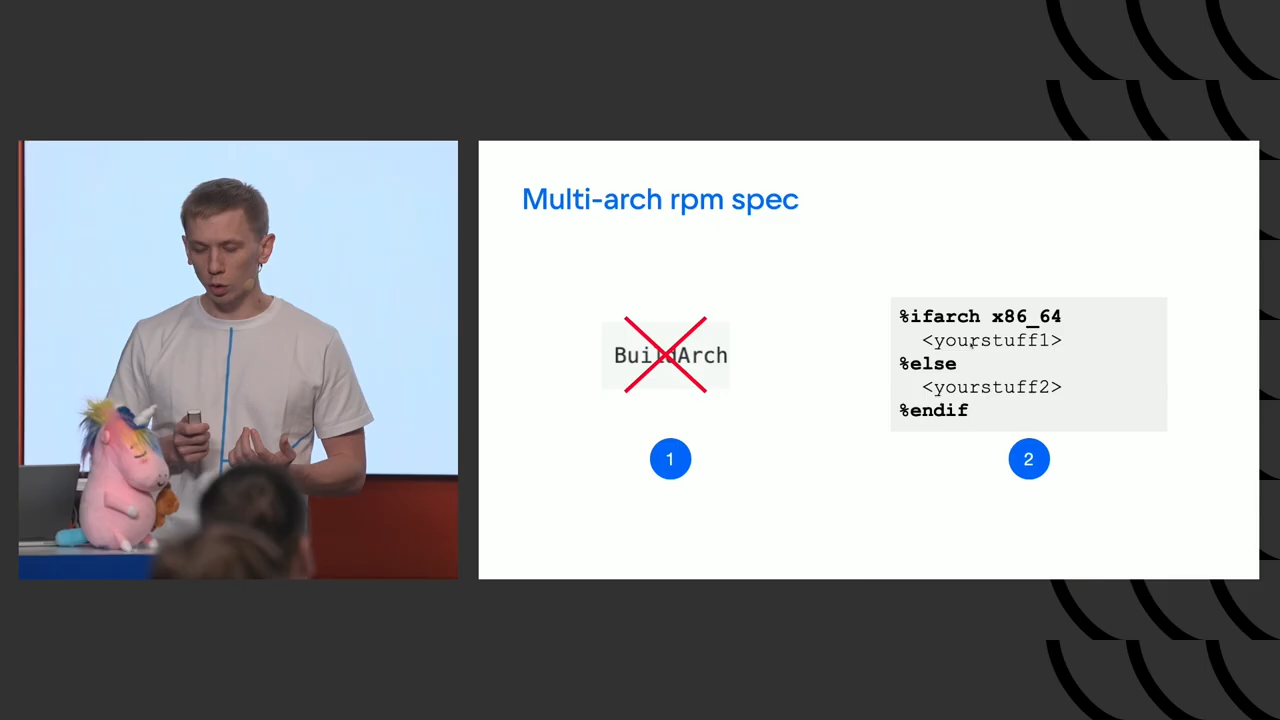 Multi-arch rpm spec
BuildArch
%ifarch x86_64
<yourstuff1>
%else
<yourstuff2>
%endif
1
2